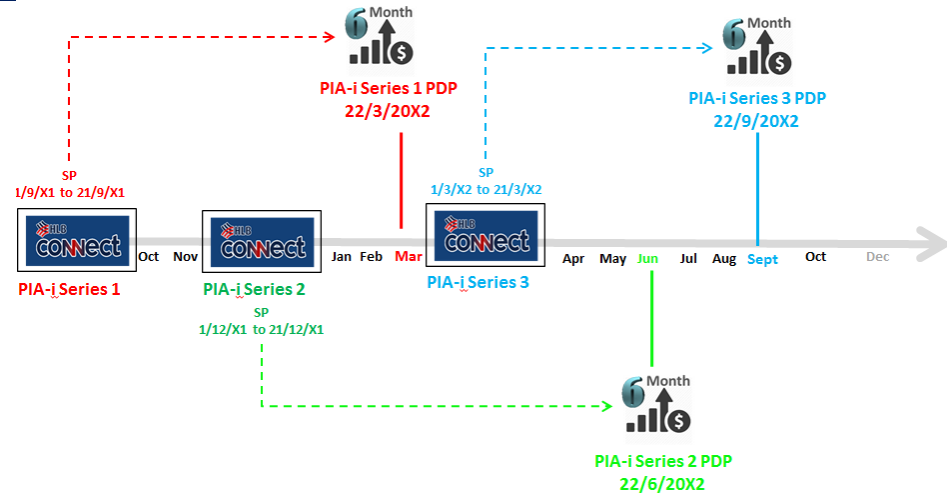 6 Month
$
PIA-i Series 1 PDP
22/3/20X2
6 Month
$
PIA-i Series 3 PDP
22/9/20X2
SP
1/9/X1 to 21/9/X1
SP
1/3/X2 to 21/3/X2
HLB
CONNECT
HLB
CONNECT
HLB
CONNECT
Oct Nov Jan Feb Mar Apr May Jun Jul Aug Sept Oct Dec
PIA-i Series 1
PIA-i Series 2
PIA-i Series 3
SP
1/12/X1 to 21/12/X1
6 Month
$
PIA-i Series 2 PDP
22/6/20X2